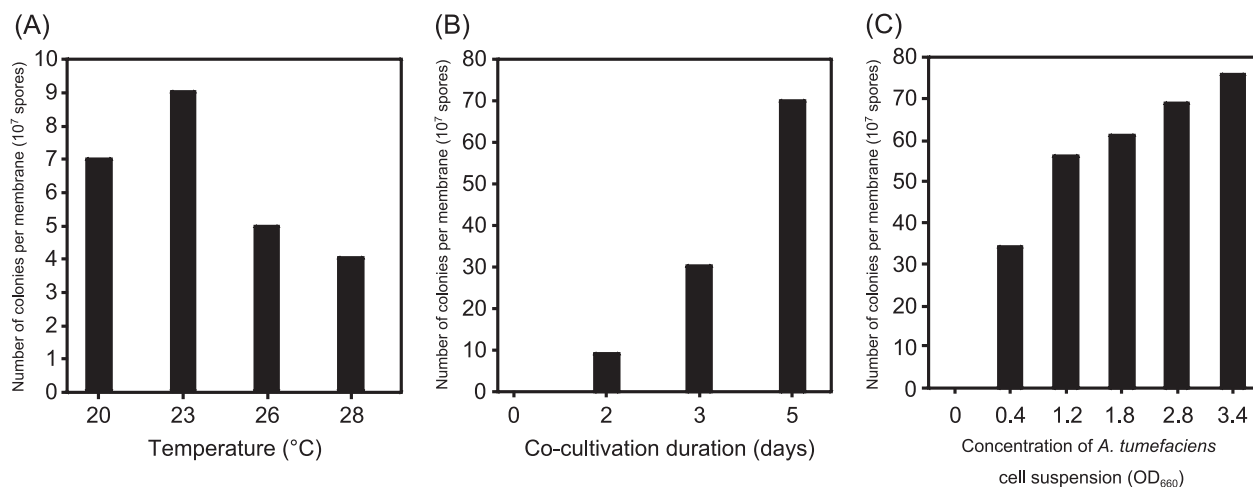 (A)
Number of colonies per membrane (10⁷ spores)
10
9
8
7
6
5
4
3
2
1
0
20 23 26 28
Temperature (°C)
(B)
Number of colonies per membrane (10⁷ spores)
80
70
60
50
40
30
20
10
0
0 2 3 5
Co-cultivation duration (days)
(C)
Number of colonies per membrane (10⁷ spores)
80
70
60
50
40
30
20
10
0
0 0.4 1.2 1.8 2.8 3.4
Concentration of A. tumefaciens
cell suspension (OD₆₆₀)